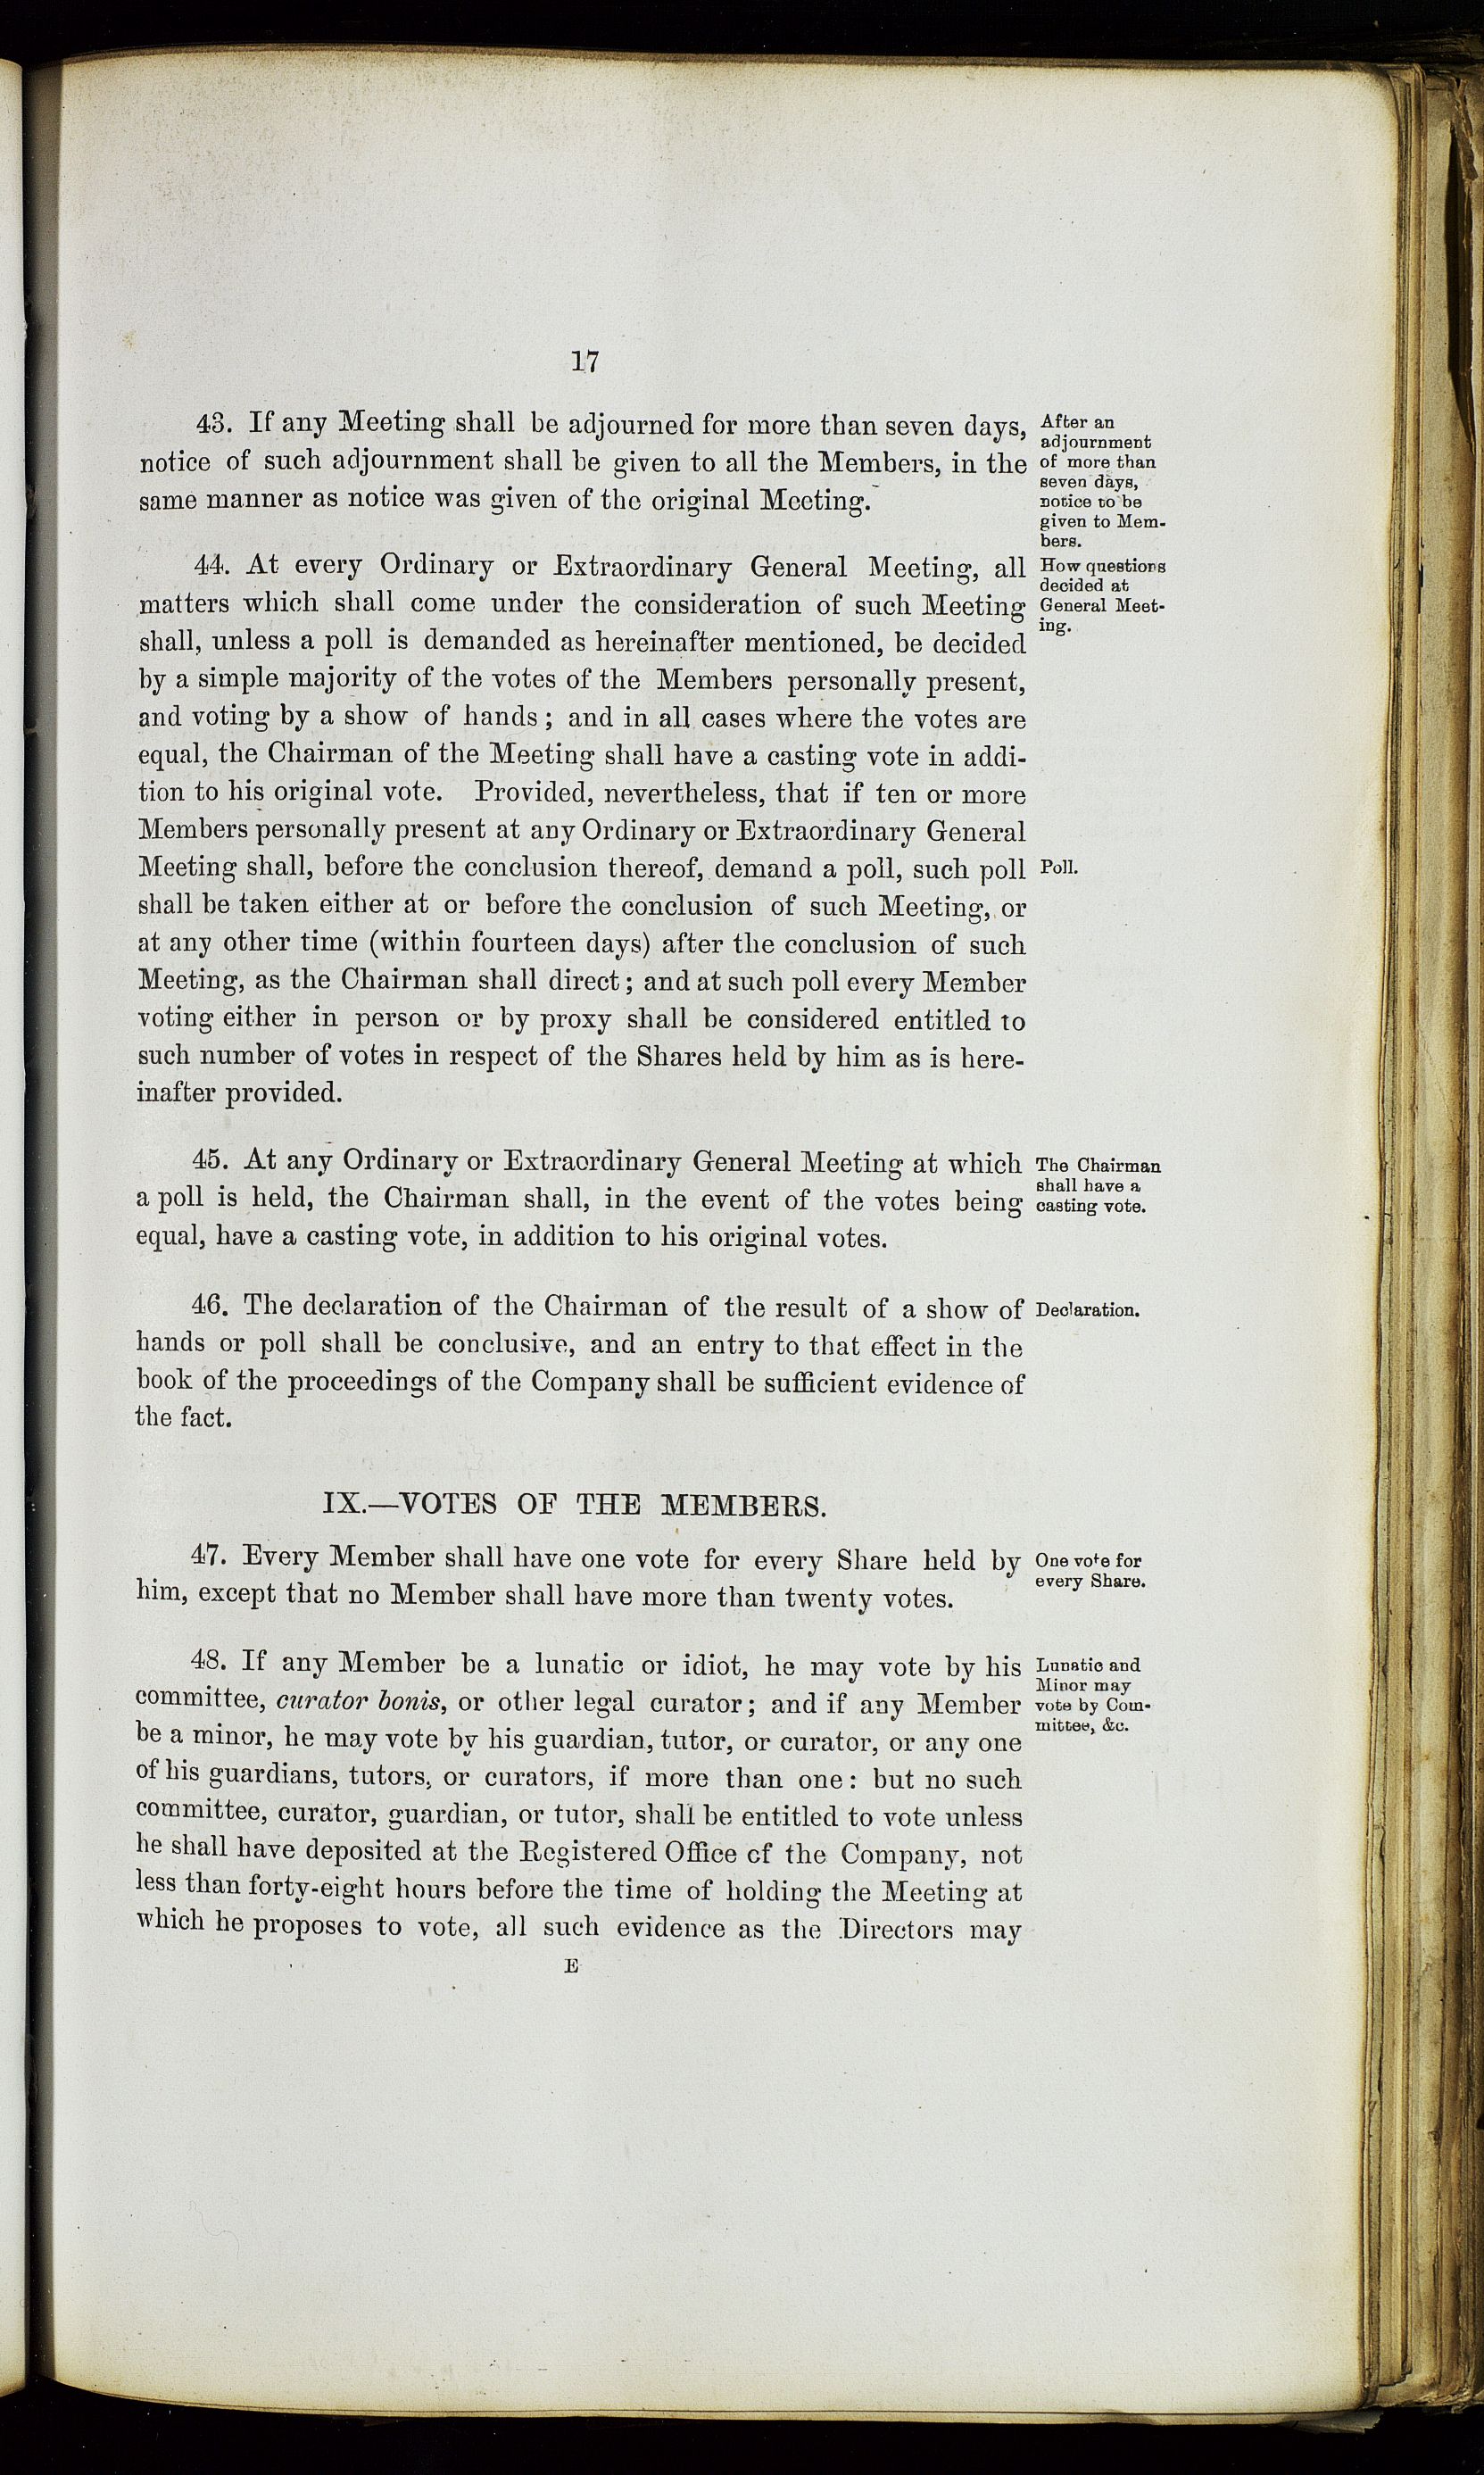 17
43. If any Meeting shall be adjourned for more than seven days,
notice of such adjournment shall be given to all the Members, in the
same manner as notice was given of the original Meeting.
After an
adjournment
of more than
seven days,
notice to be
given to Mem-
bers.
44. At every Ordinary or Extraordinary General Meeting, all
matters which shall come under the consideration of such Meeting
shall, unless a poll is demanded as hereinafter mentioned, be decided
by a simple majority of the votes of the Members personally present,
and voting by a show of hands; and in all cases where the votes are
equal, the Chairman of the Meeting shall have a casting vote in addi-
tion to his original vote. Provided, nevertheless, that if ten or more
Members personally present at any Ordinary or Extraordinary General
Meeting shall, before the conclusion thereof, demand a poll, such poll
shall be taken either at or before the conclusion of such Meeting, or
at any other time (within fourteen days) after the conclusion of such
Meeting, as the Chairman shall direct; and at such poll every Member
voting either in person or by proxy shall be considered entitled to
such number of votes in respect of the Shares held by him as is here-
inafter provided.
How questions
decided at
General Meet-
ing.
Poll.
45. At any Ordinary or Extraordinary General Meeting at which
a poll is held, the Chairman shall, in the event of the votes being
equal, have a casting vote, in addition to his original votes.
The Chairman
shall have a
casting vote.
46. The declaration of the Chairman of the result of a show of
hands or poll shall be conclusive, and an entry to that effect in the
book of the proceedings of the Company shall be sufficient evidence of
the fact.
Declaration.
IX.—VOTES OF THE MEMBERS.
47. Every Member shall have one vote for every Share held by
him, except that no Member shall have more than twenty votes.
One vote for
every Share.
48. If any Member be a lunatic or idiot, he may vote by his
committee, curator bonis, or other legal curator; and if any Member
be a minor, he may vote by his guardian, tutor, or curator, or any one
of his guardians, tutors, or curators, if more than one: but no such
committee, curator, guardian, or tutor, shall be entitled to vote unless
he shall have deposited at the Registered Office of the Company, not
less than forty-eight hours before the time of holding the Meeting at
which he proposes to vote, all such evidence as the Directors may
Lunatic and
Minor may
vote by Com-
mittee, &c.
E